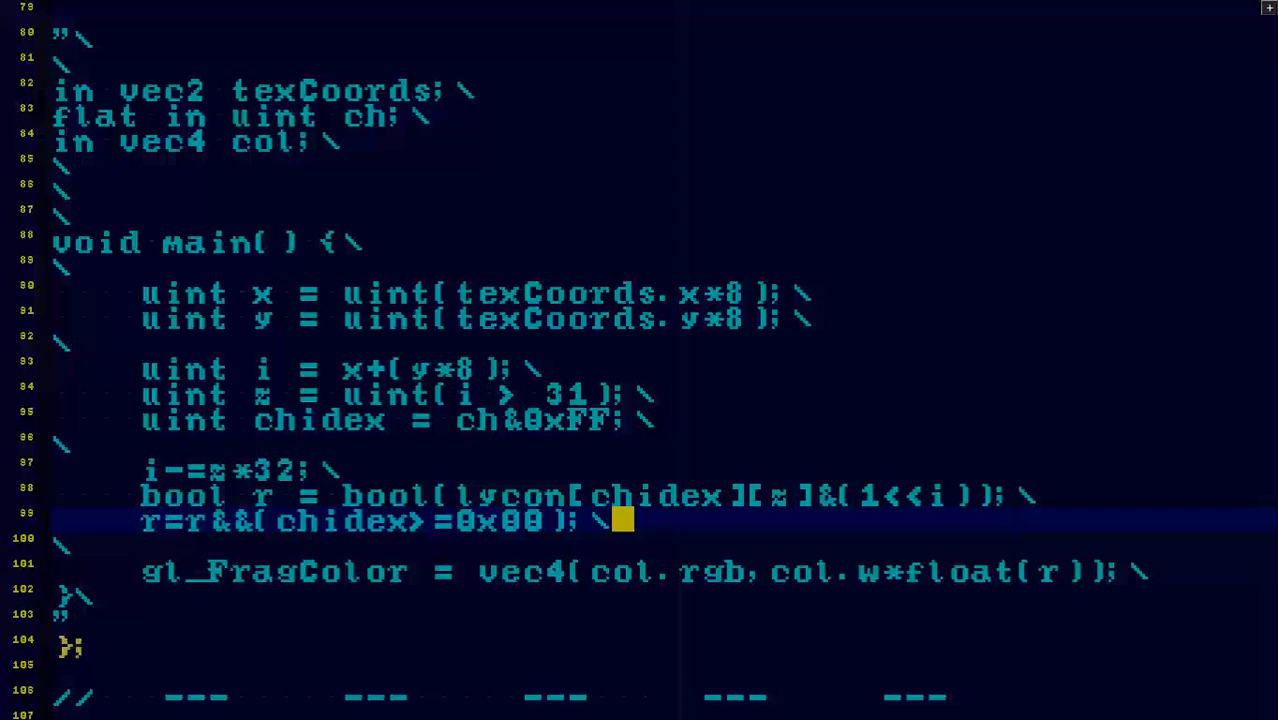 79
80 "\
81 \
82 in vec2 texCoords;\
83 flat in uint ch;\
84 in vec4 col;\
85 \
86 \
87 \
88 void main() {\
89 \
90 uint x = uint(texCoords.x*8);\
91 uint y = uint(texCoords.y*8);\
92 \
93 uint i = x+(y*8);\
94 uint z = uint(i > 31);\
95 uint chidex = ch&0xFF;\
96 \
97 i-=z*32;\
98 bool r = bool(lycon[chidex][z]&(1<<i));\
99 r=r&&(chidex>=0x00);\
100 \
101 gl_FragColor = vec4(col.rgb,col.w*float(r));\
102 }\
103 "
104 };
105
106 // --- --- --- --- ---
107
+